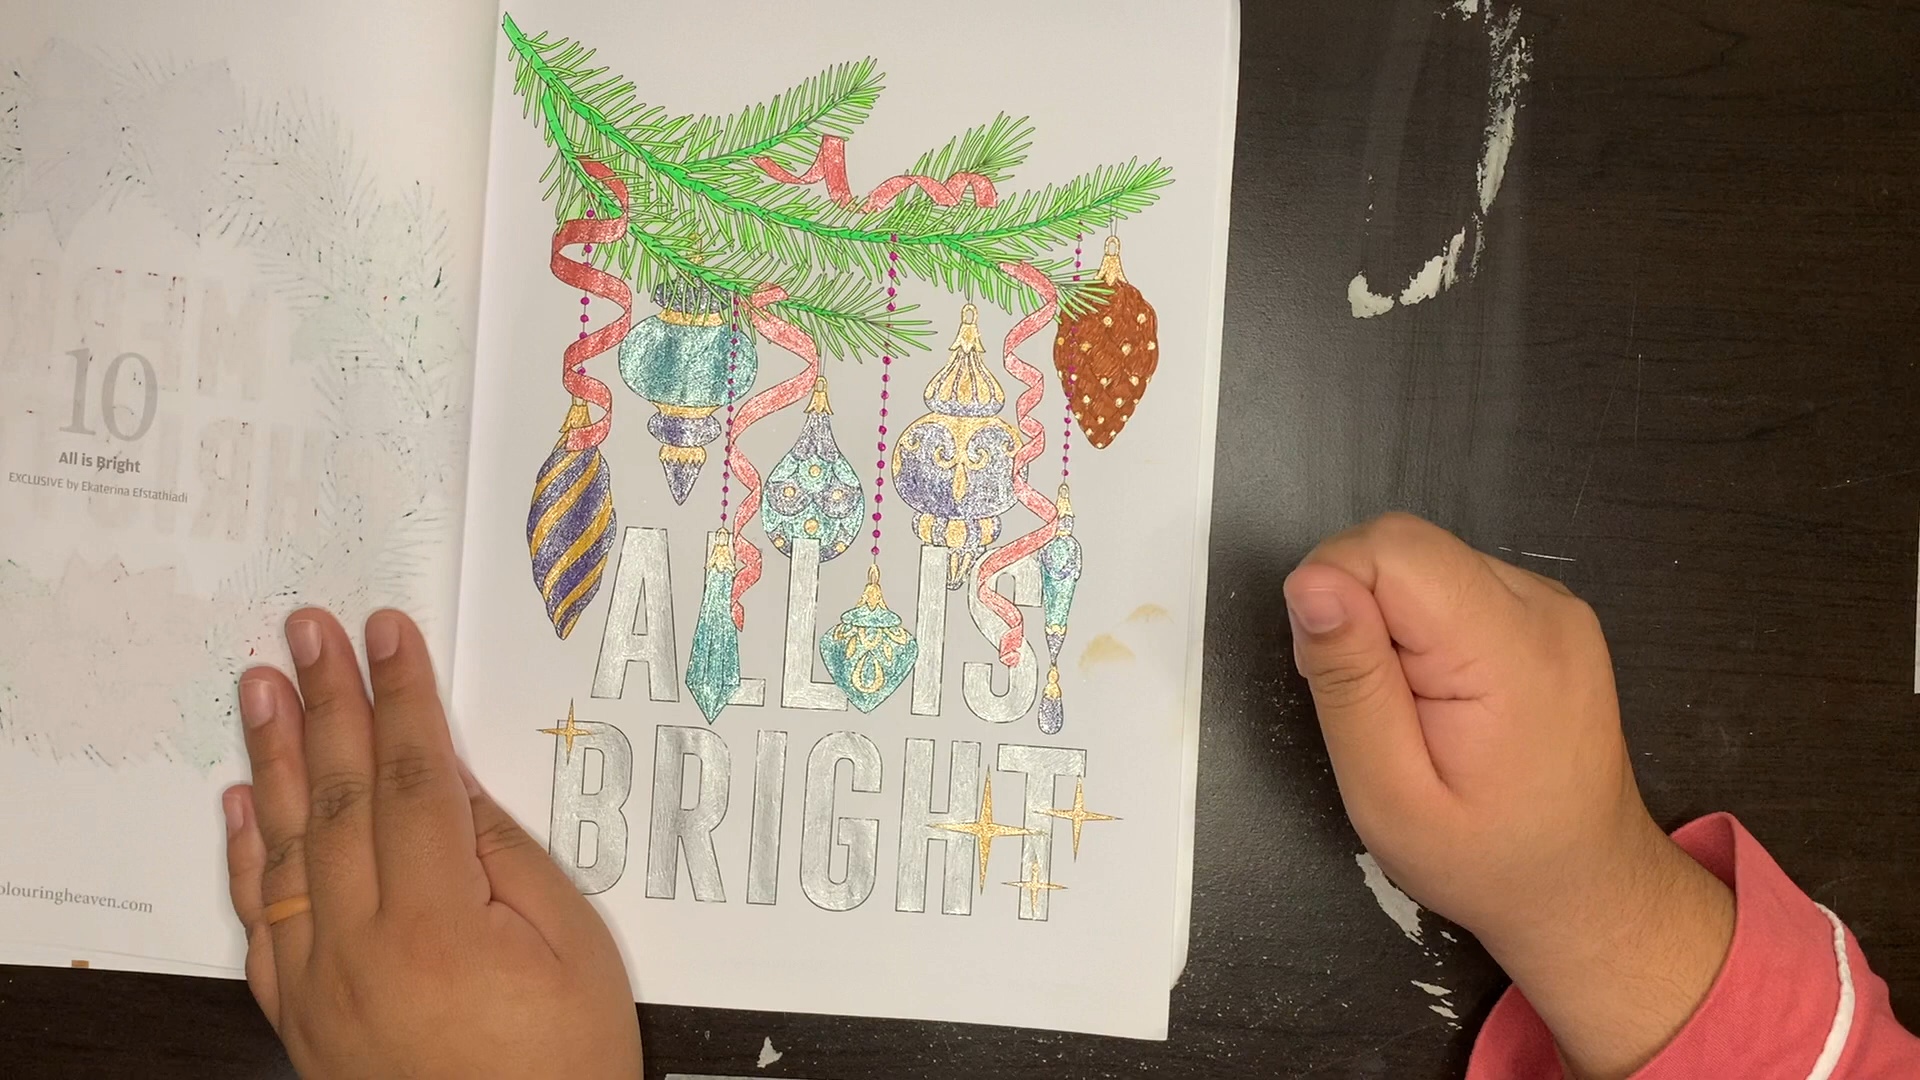 10
All is Bright
EXCLUSIVE by Ekaterina Efstathiadi
olouringheaven.com
ALL IS
BRIGHT